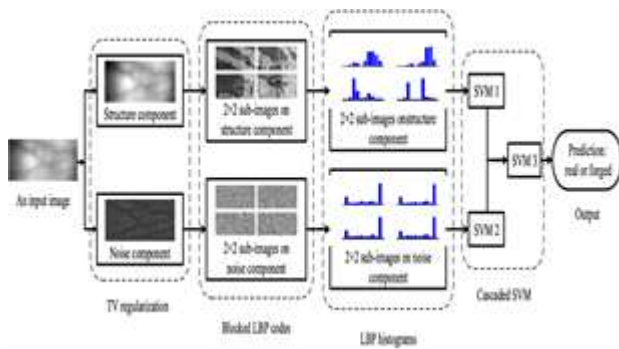 An input image
Structure component
Noise component
TV regularization
2×2 sub-images on
structure component
2×2 sub-images on
noise component
Blocked LBP codes
2×2 sub-images onstructure
component
2×2 sub-images on noise
component
LBP histograms
SVM 1
SVM 2
SVM 3
Cascaded SVM
Prediction:
real or forged
Output